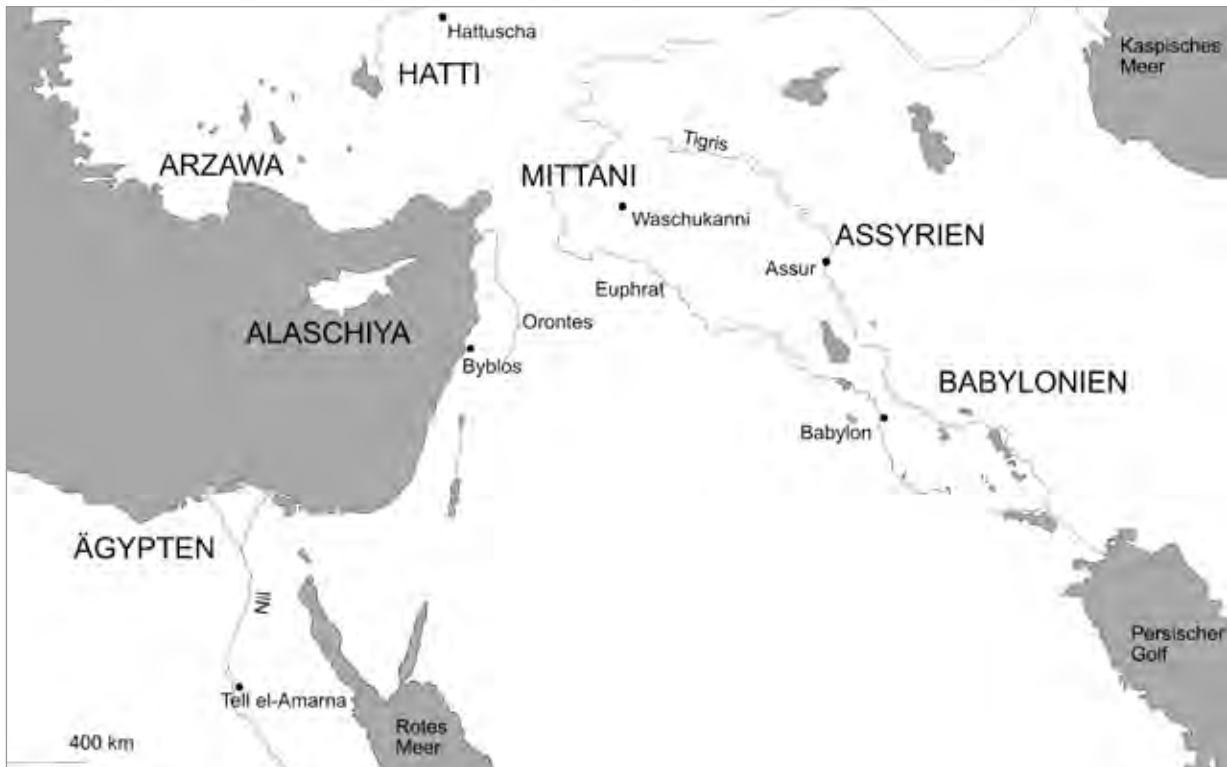 Hattuscha
Kaspisches
Meer
HATTI
Tigris
ARZAWA
MITTANI
Waschukanni
ASSYRIEN
Assur
Euphrat
Orontes
ALASCHIYA
Byblos
BABYLONIEN
Babylon
ÄGYPTEN
Nil
Persischer
Golf
Tell el-Amarna
Rotes
Meer
400 km